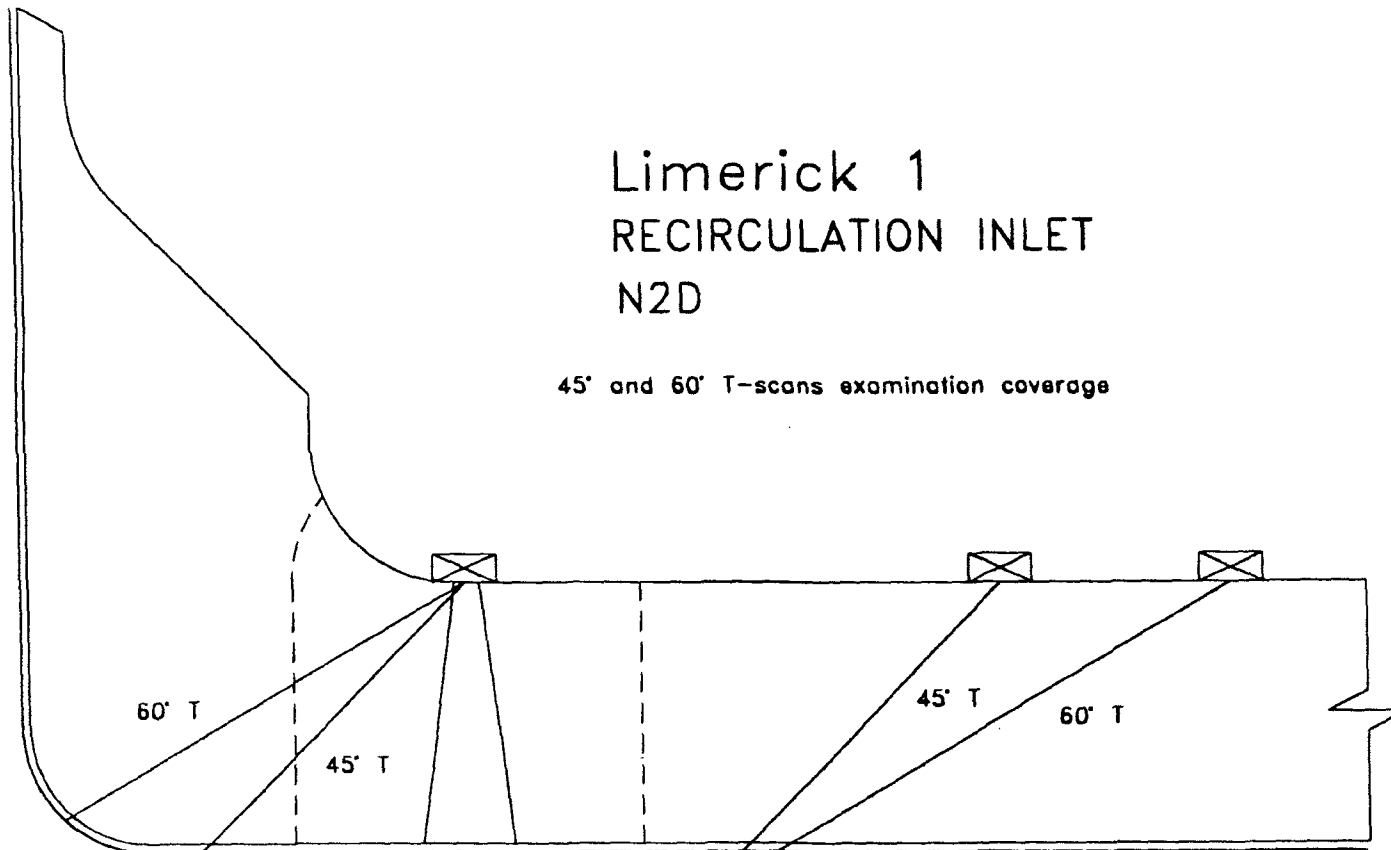 Limerick 1
RECIRCULATION INLET
N2D
45° and 60° T-scans examination coverage
60° T
45° T
45° T
60° T